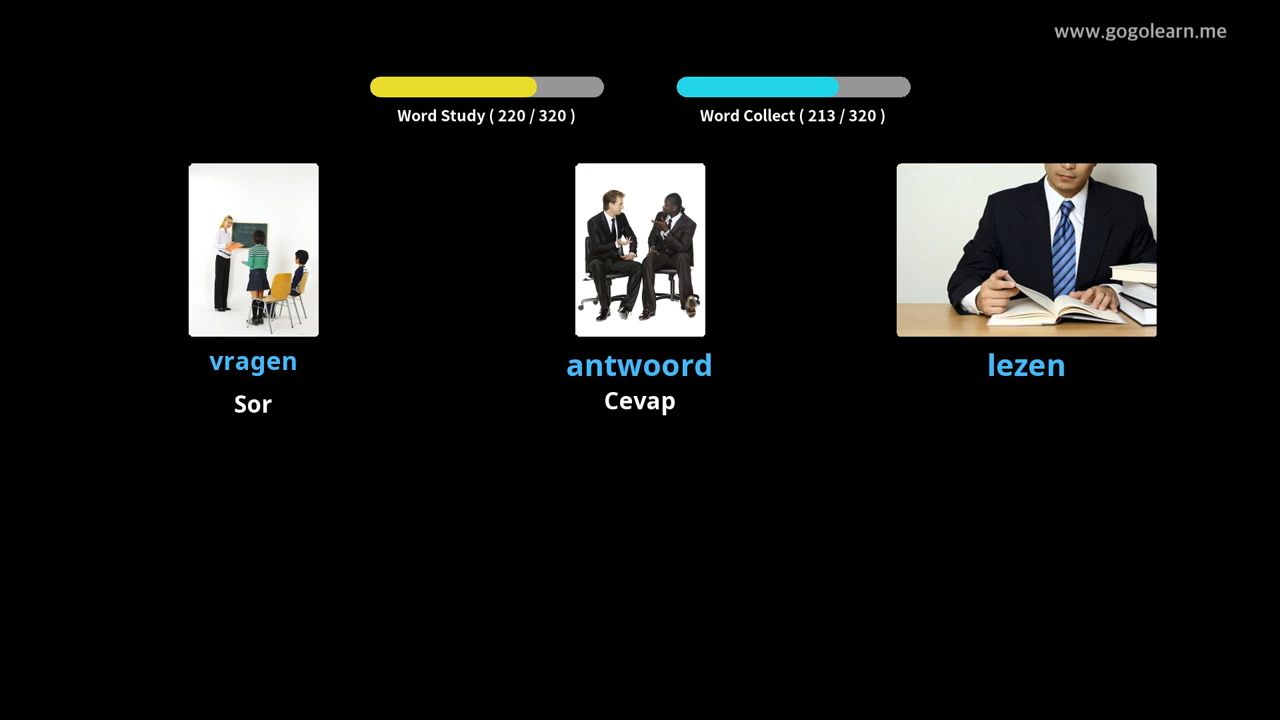 www.gogolearn.me
Word Study ( 220 / 320 )
Word Collect ( 213 / 320 )
vragen
antwoord
lezen
Sor
Cevap